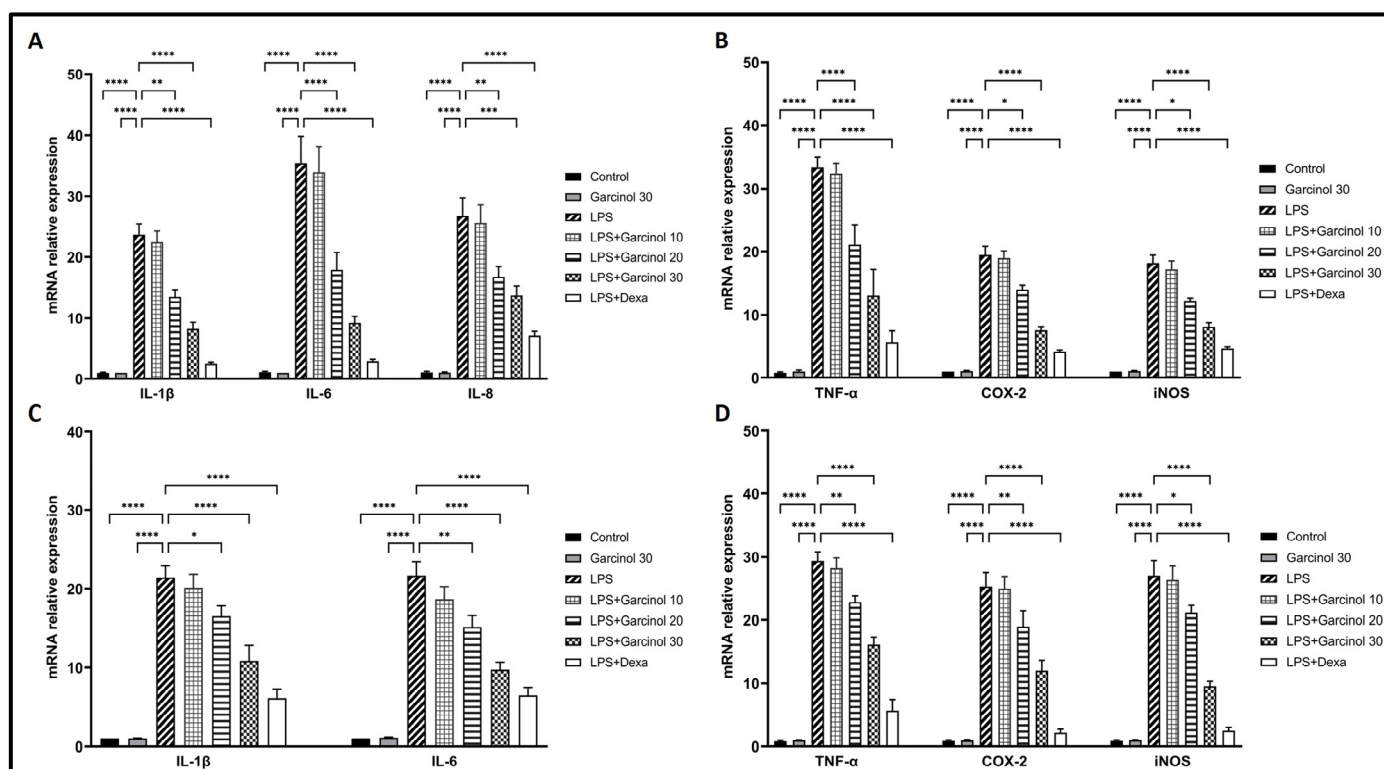 A
**** ****
**** **
**** ****
**** ****
****
**** ****
****
**** **
**** ***
50
40
30
20
10
0
mRNA relative expression
IL-1β IL-6 IL-8
Control
Garcinol 30
LPS
LPS+Garcinol 10
LPS+Garcinol 20
LPS+Garcinol 30
LPS+Dexa
B
****
**** ****
**** ****
****
**** *
**** ****
****
**** *
**** ****
50
40
30
20
10
0
mRNA relative expression
TNF-α COX-2 iNOS
Control
Garcinol 30
LPS
LPS+Garcinol 10
LPS+Garcinol 20
LPS+Garcinol 30
LPS+Dexa
C
****
**** ****
**** *
****
**** ****
**** **
40
30
20
10
0
mRNA relative expression
IL-1β IL-6
Control
Garcinol 30
LPS
LPS+Garcinol 10
LPS+Garcinol 20
LPS+Garcinol 30
LPS+Dexa
D
****
**** **
**** ****
****
**** **
**** ****
****
**** *
**** ****
50
40
30
20
10
0
mRNA relative expression
TNF-α COX-2 iNOS
Control
Garcinol 30
LPS
LPS+Garcinol 10
LPS+Garcinol 20
LPS+Garcinol 30
LPS+Dexa